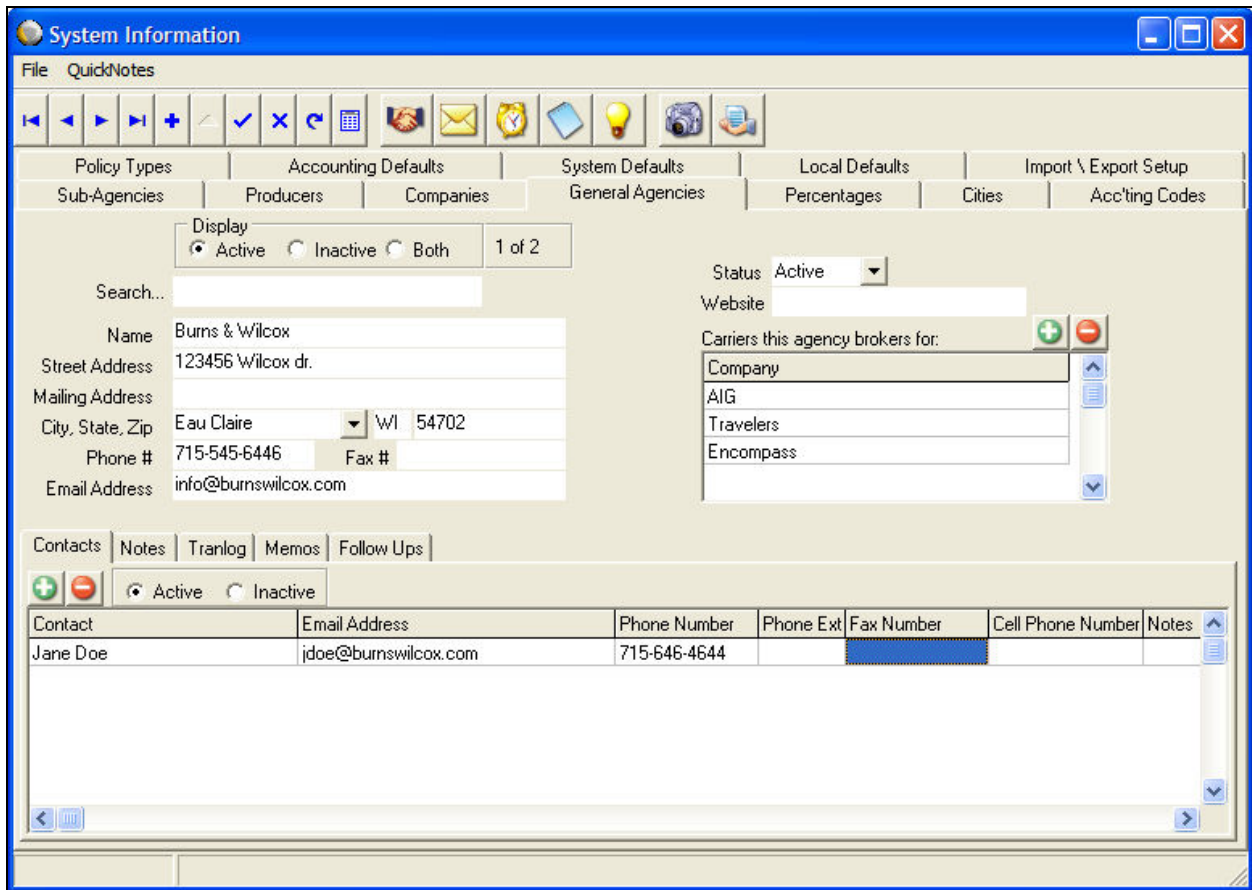 System Information
File QuickNotes
Policy Types Accounting Defaults System Defaults Local Defaults Import \ Export Setup
Sub-Agencies Producers Companies General Agencies Percentages Cities Acc'ting Codes
Display
Active Inactive Both 1 of 2
Status Active
Search...
Website
Name Burns & Wilcox
Carriers this agency brokers for:
Street Address 123456 Wilcox dr.
Company
Mailing Address
AIG
City, State, Zip Eau Claire WI 54702
Travelers
Phone # 715-545-6446 Fax #
Encompass
Email Address info@burnswilcox.com
Contacts Notes Tranlog Memos Follow Ups
Active Inactive
Contact Email Address Phone Number Phone Ext Fax Number Cell Phone Number Notes
Jane Doe jdoe@burnswilcox.com 715-646-4644